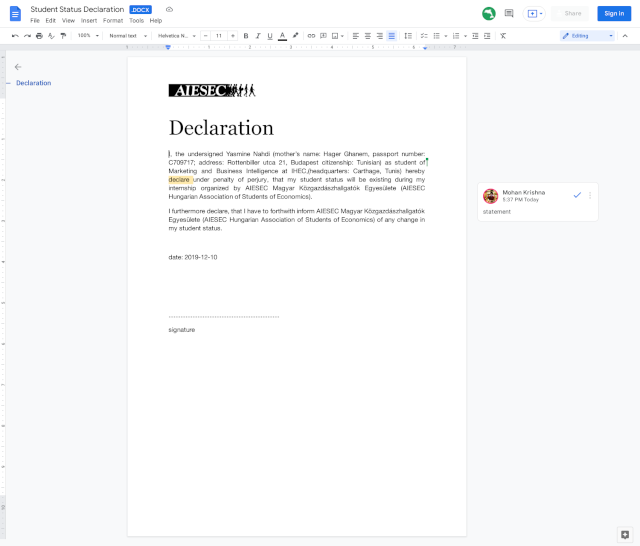 Student Status Declaration .DOCX
File Edit View Insert Format Tools Help
Share
Sign in
100% Normal text Helvetica N... 11 B I U A Editing
Declaration
AIESEC
Declaration
I, the undersigned Yasmine Nahdi (mother's name: Hager Ghanem, passport number:
C709717; address: Rottenbiller utca 21, Budapest citizenship: Tunisian) as student of
Marketing and Business Intelligence at IHEC,(headquarters: Carthage, Tunis) hereby
declare under penalty of perjury, that my student status will be existing during my
internship organized by AIESEC Magyar Közgazdászhallgatók Egyesülete (AIESEC
Hungarian Association of Students of Economics).
I furthermore declare, that I have to forthwith inform AIESEC Magyar Közgazdászhallgatók
Egyesülete (AIESEC Hungarian Association of Students of Economics) of any change in
my student status.
date: 2019-12-10
signature
Mohan Krishna
5:37 PM Today
statement